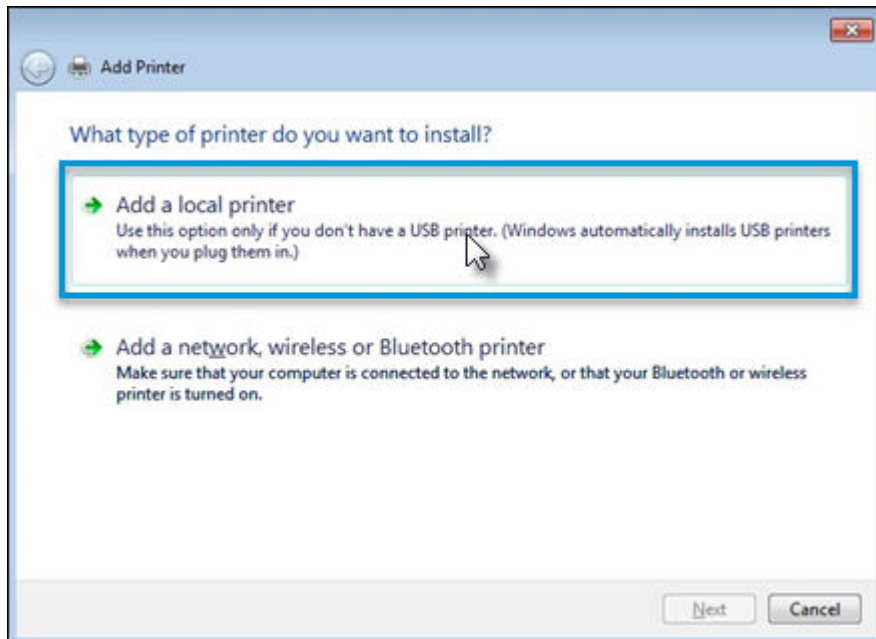 Add Printer
What type of printer do you want to install?
Add a local printer
Use this option only if you don't have a USB printer. (Windows automatically installs USB printers
when you plug them in.)
Add a network, wireless or Bluetooth printer
Make sure that your computer is connected to the network, or that your Bluetooth or wireless
printer is turned on.
Next
Cancel